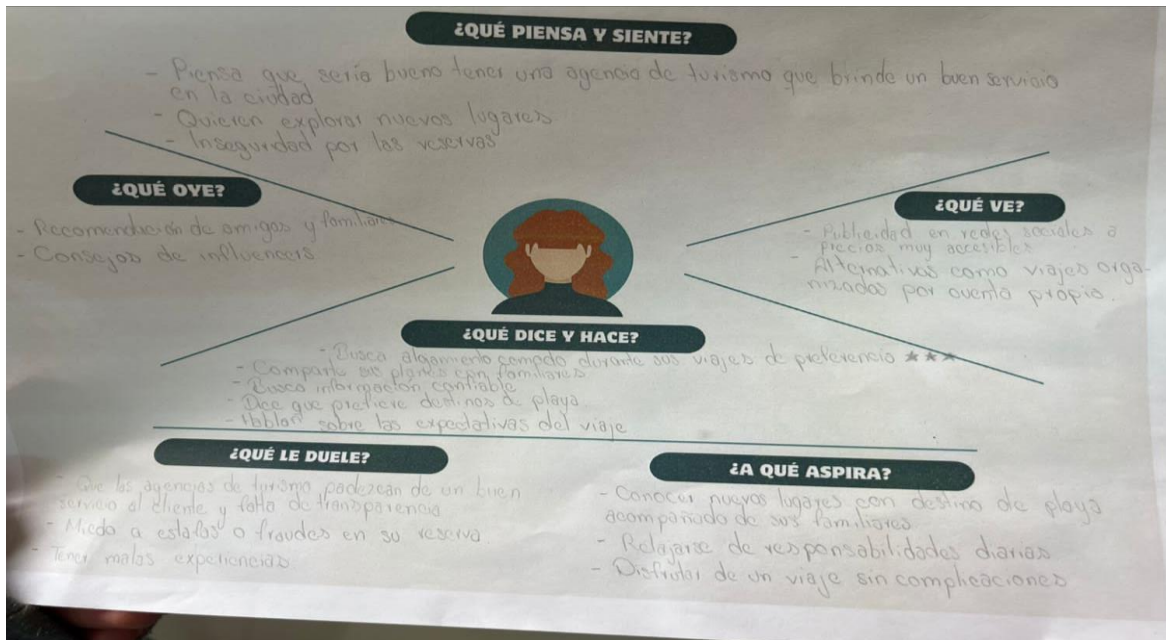 ¿QUÉ PIENSA Y SIENTE?
- Piensa que sería bueno tener una agencia de turismo que brinde un buen servicio
en la ciudad
- Quieren explorar nuevos lugares
- Inseguridad por las reservas
¿QUÉ OYE?
- Recomendación de amigos y familiares
- Consejos de influencers
¿QUÉ VE?
- Publicidad en redes sociales a
precios muy accesibles
- Alternativas como viajes orga-
nizados por cuenta propia.
¿QUÉ DICE Y HACE?
- Busca alojamiento comodo durante sus viajes de preferencia ★★★
- Comparte sus planes con familiares
- Busca información confiable
- Dice que prefiere destinos de playa
- Hablan sobre las expectativas del viaje
¿QUÉ LE DUELE?
- Que las agencias de turismo padezcan de un buen
servicio al cliente y falta de transparencia
- Miedo a estafas o fraudes en su reserva
- Tener malas experiencias
¿A QUÉ ASPIRA?
- Conocer nuevos lugares con destino de playa
acompañado de sus familiares
- Relajarse de responsabilidades diarias
- Disfrutar de un viaje sin complicaciones